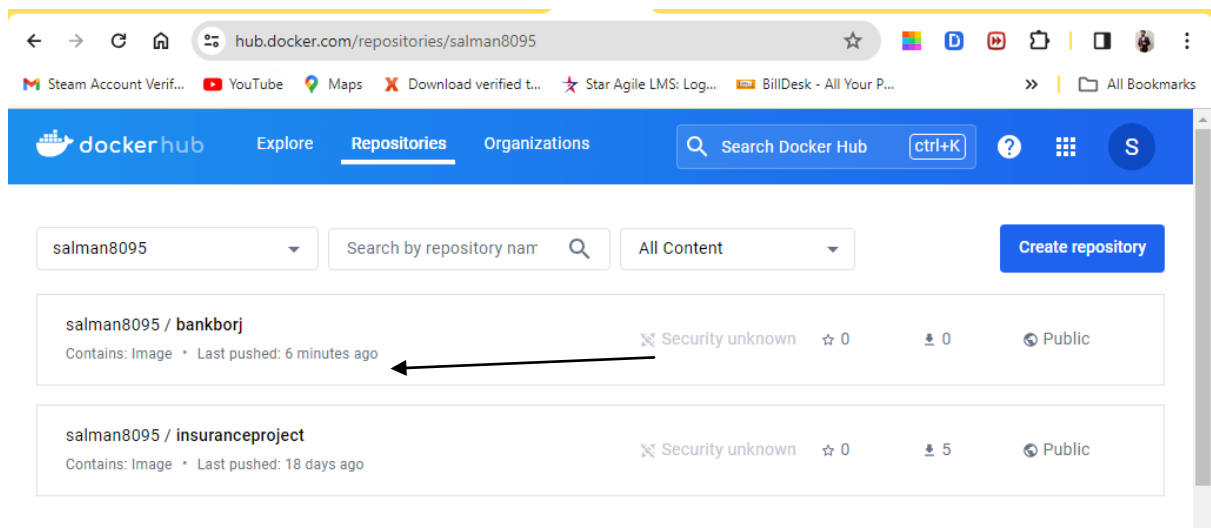 hub.docker.com/repositories/salman8095
Steam Account Verif... YouTube Maps Download verified t... Star Agile LMS: Log... BillDesk - All Your P... » All Bookmarks
dockerhub Explore Repositories Organizations Search Docker Hub ctrl+K ? S
salman8095 Search by repository nam All Content Create repository
salman8095 / bankborj
Contains: Image • Last pushed: 6 minutes ago Security unknown 0 0 Public
salman8095 / insuranceproject
Contains: Image • Last pushed: 18 days ago Security unknown 0 5 Public